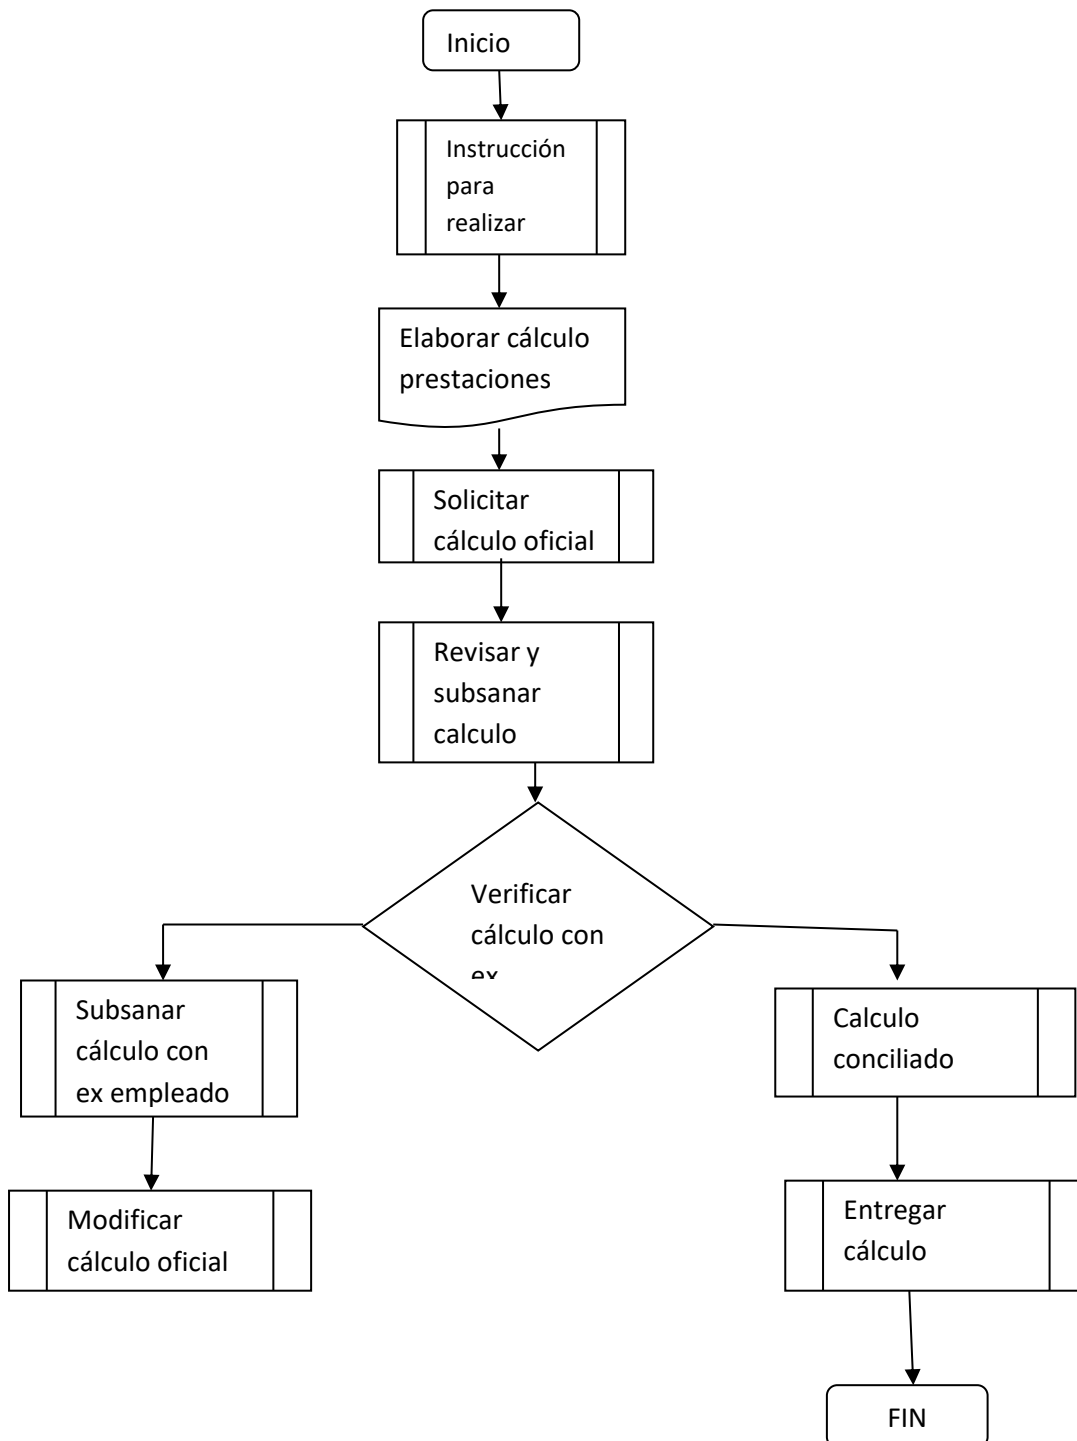 Inicio
Instrucción
para
realizar
Elaborar cálculo
prestaciones
Solicitar
cálculo oficial
Revisar y
subsanar
calculo
Verificar
cálculo con
ex
Subsanar
cálculo con
ex empleado
Calculo
conciliado
Modificar
cálculo oficial
Entregar
cálculo
FIN